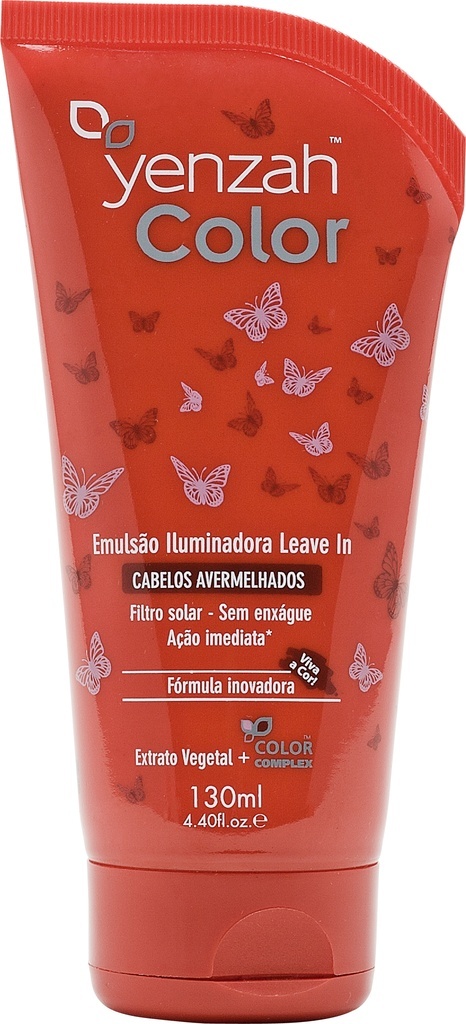 yenzah™
Color
Emulsão Iluminadora Leave In
CABELOS AVERMELHADOS
Filtro solar - Sem enxágue
Ação imediata*
Viva
a Cor!
Fórmula inovadora
Extrato Vegetal + COLOR™
COMPLEX
130ml
4.40fl.oz.℮